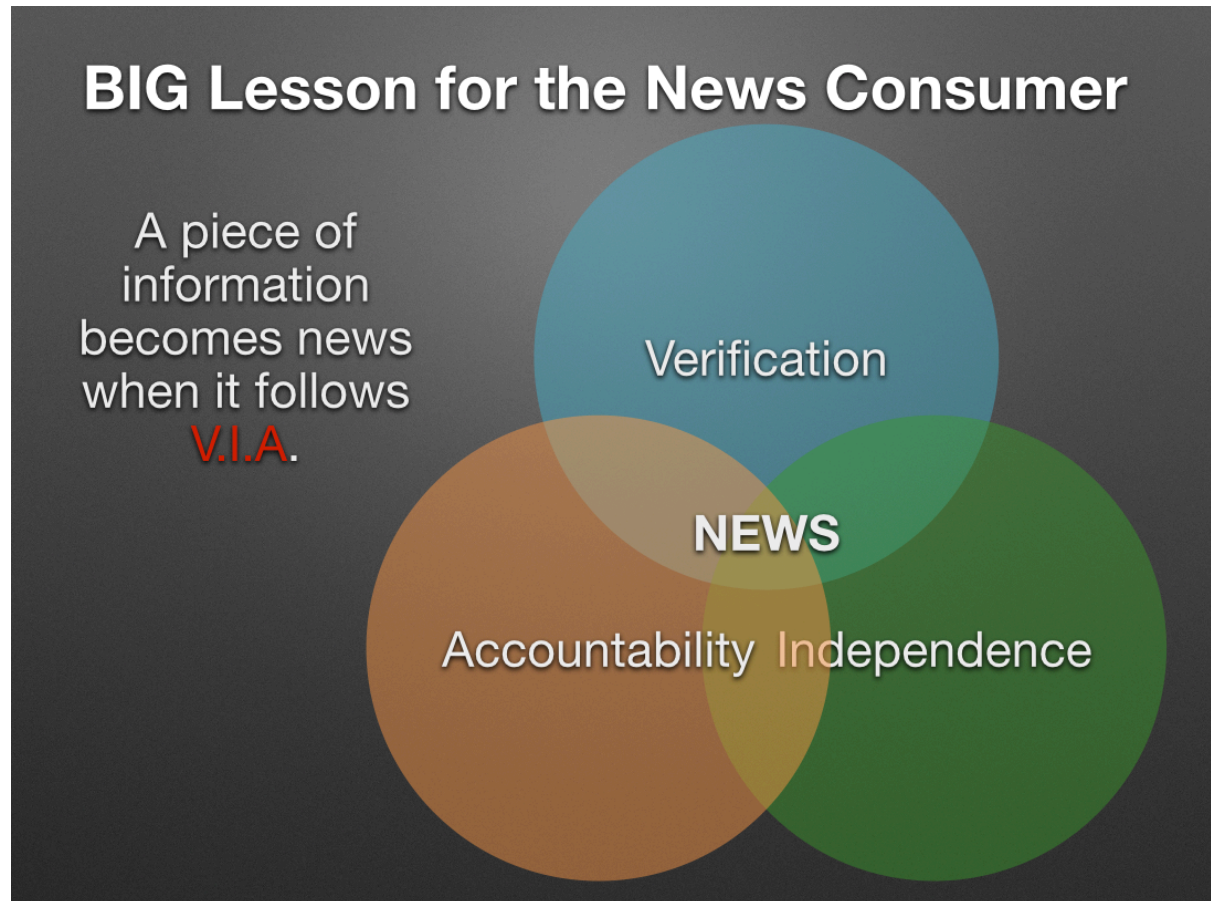 BIG Lesson for the News Consumer
A piece of
information
becomes news
when it follows
V.I.A.
Verification
NEWS
Accountability
Independence